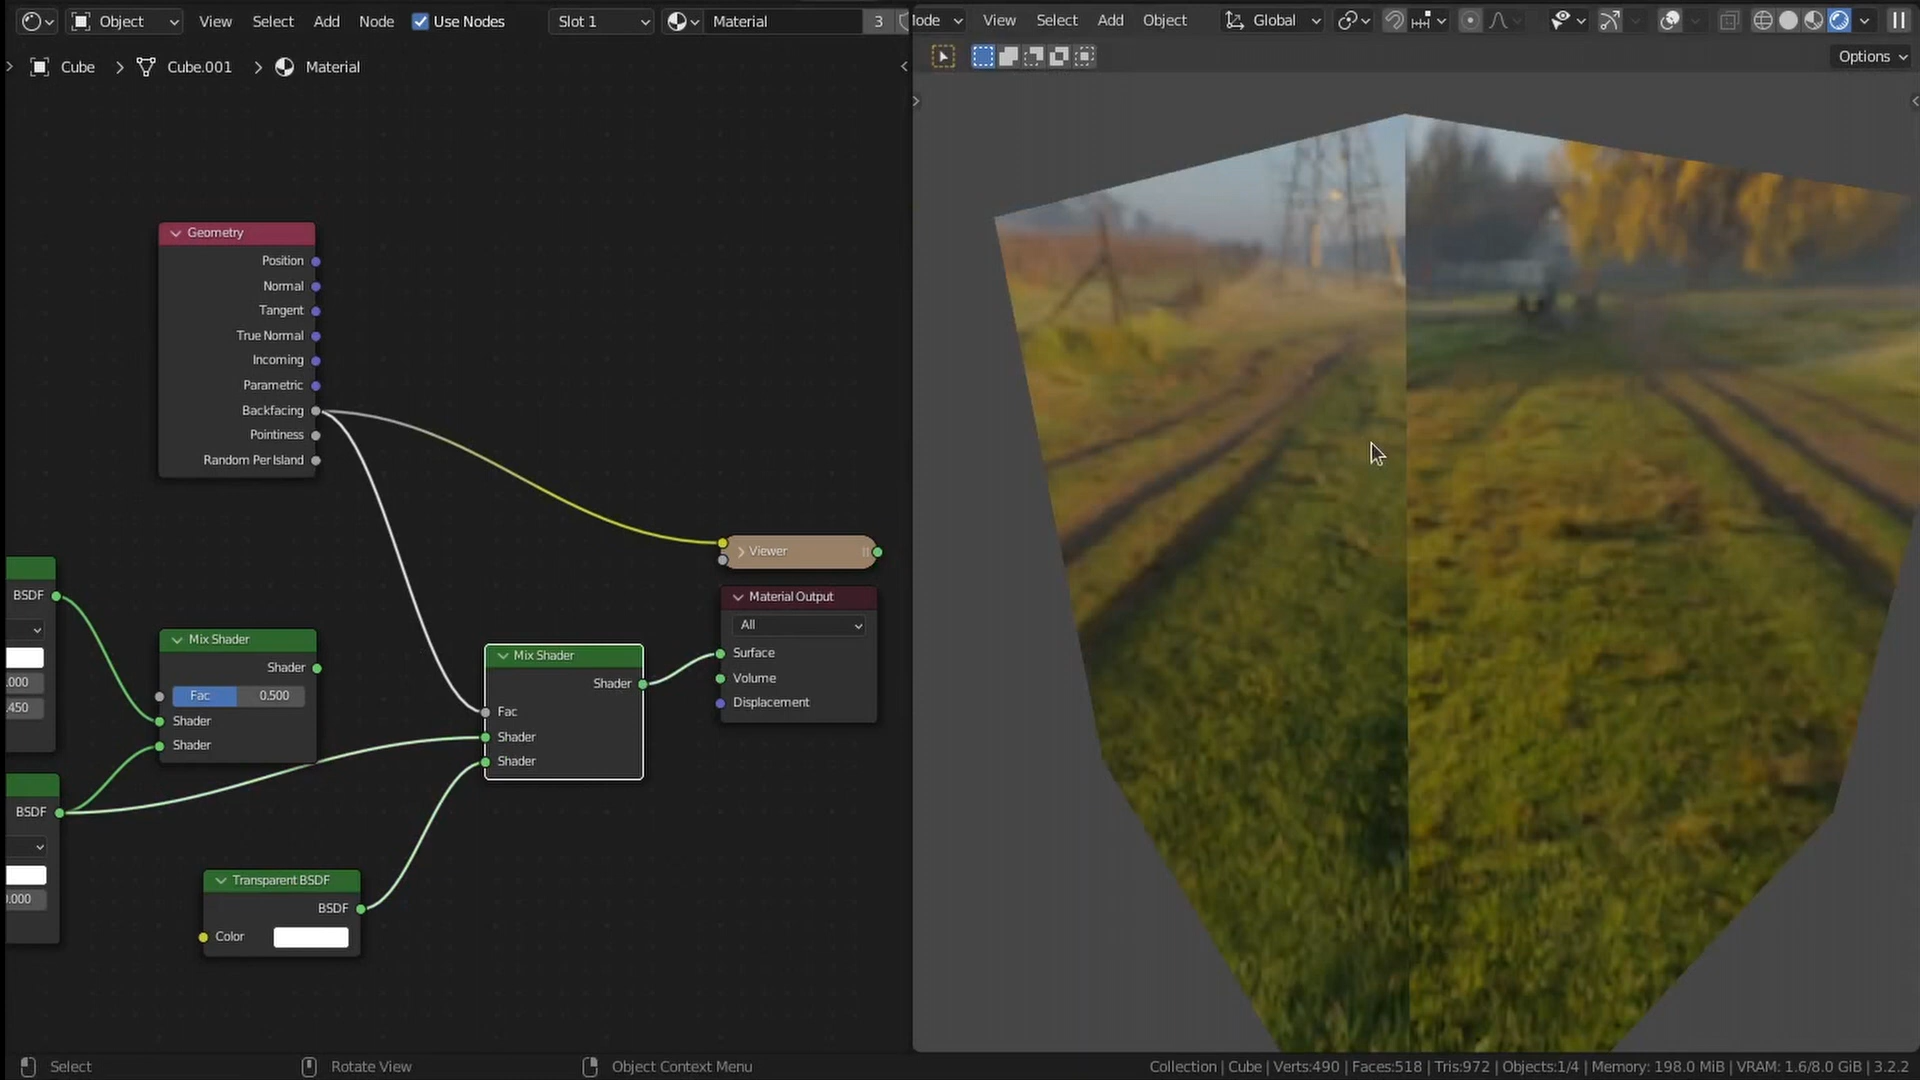 Object
View
Select
Add
Node
Use Nodes
Slot 1
Material
3
ode
View
Select
Add
Object
Global
Options
Cube
Cube.001
Material
Geometry
Position
Normal
Tangent
True Normal
Incoming
Parametric
Backfacing
Pointiness
Random Per Island
Viewer
Material Output
All
Surface
Volume
Displacement
BSDF
.000
.450
Mix Shader
Shader
Fac 0.500
Shader
Shader
Mix Shader
Shader
Fac
Shader
Shader
BSDF
0.000
Transparent BSDF
BSDF
Color
Select
Rotate View
Object Context Menu
Collection | Cube | Verts:490 | Faces:518 | Tris:972 | Objects:1/4 | Memory: 198.0 MiB | VRAM: 1.6/8.0 GiB | 3.2.2